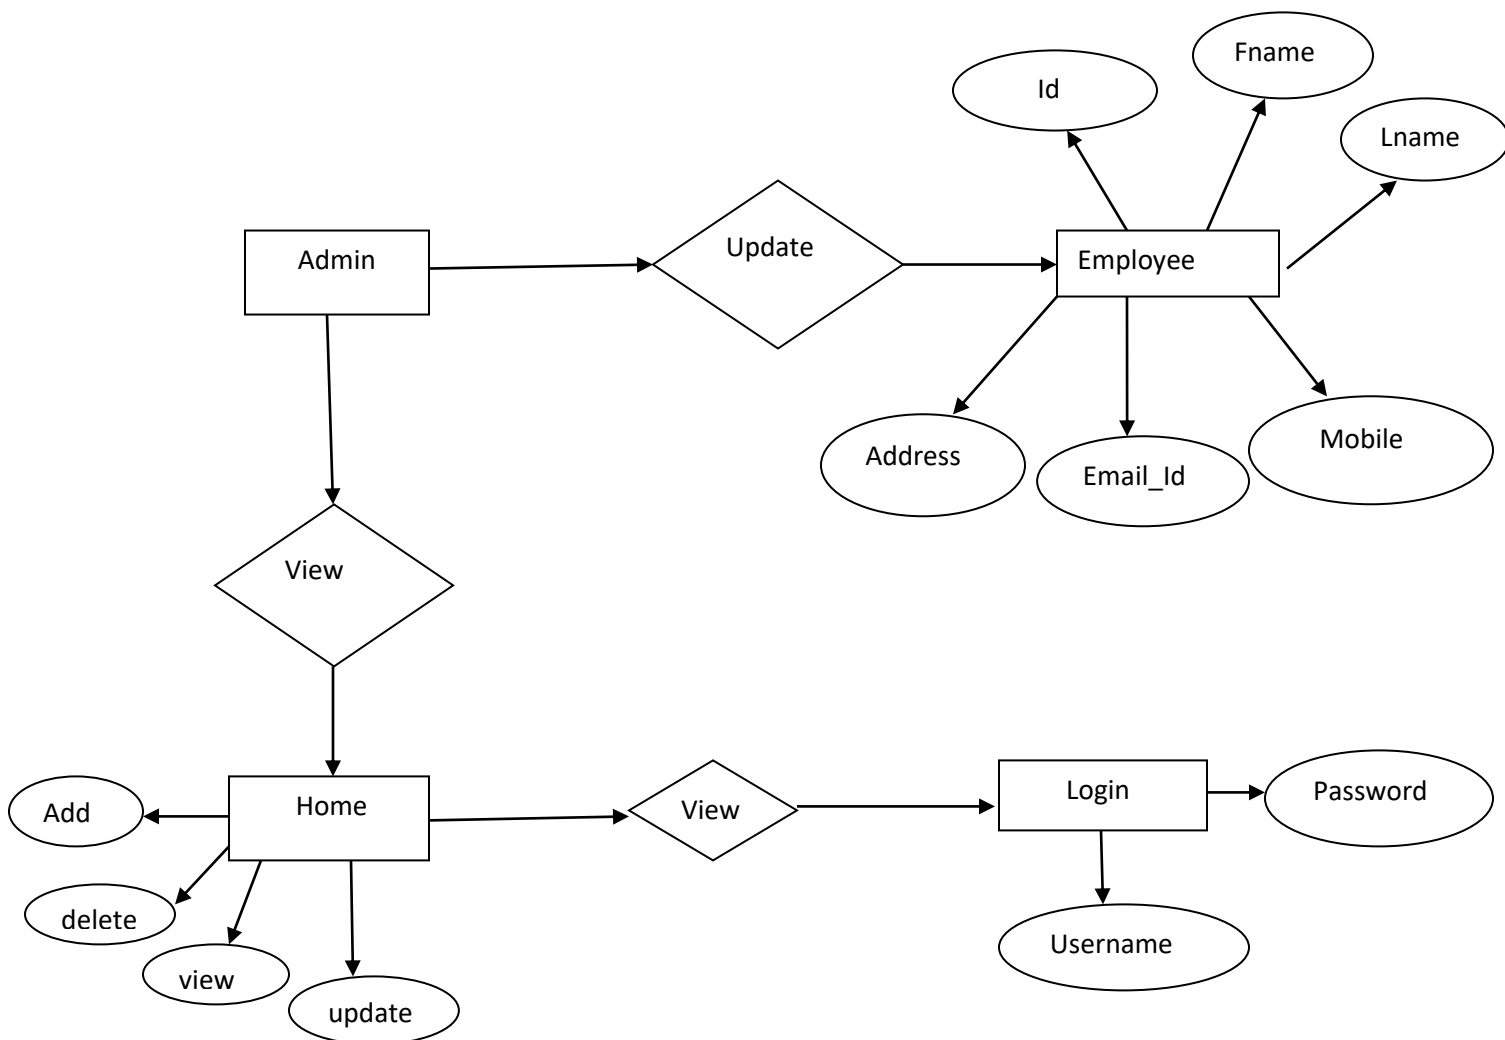 Fname
Id
Lname
Admin
Update
Employee
Address
Email_Id
Mobile
View
Add
Home
View
Login
Password
delete
view
update
Username